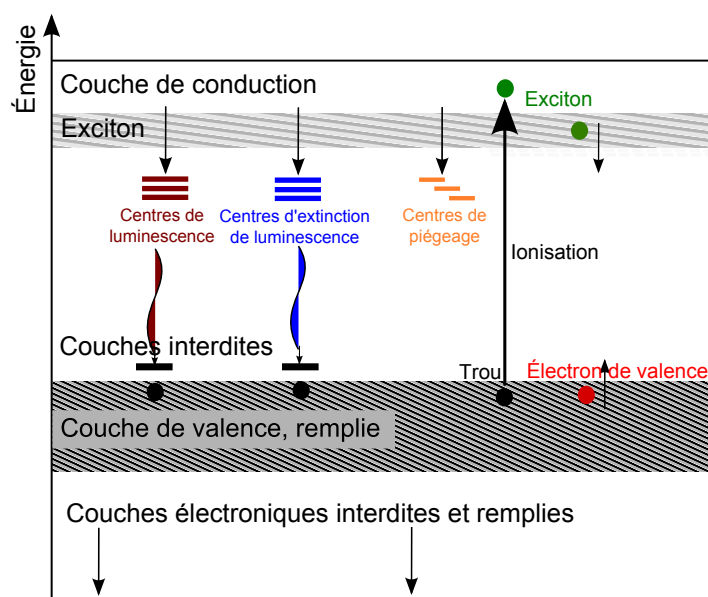 Énergie
Couche de conduction
Exciton
Exciton
Centres de
luminescence
Centres d'extinction
de luminescence
Centres de
piégeage
Ionisation
Couches interdites
Trou
Électron de valence
Couche de valence, remplie
Couches électroniques interdites et remplies